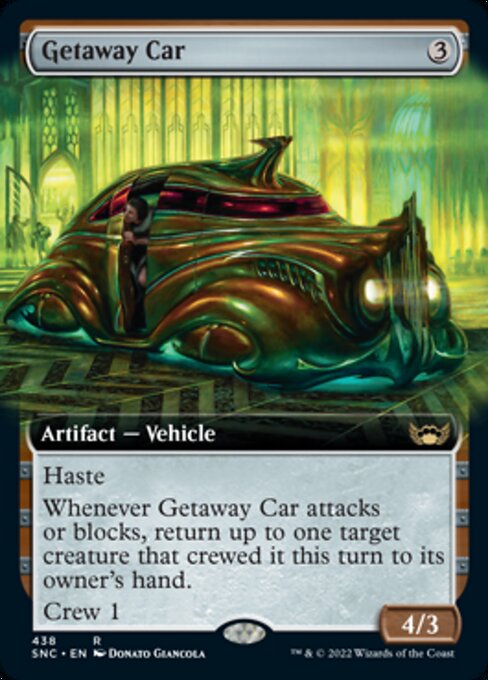 Getaway Car 3
Artifact — Vehicle
Haste
Whenever Getaway Car attacks
or blocks, return up to one target
creature that crewed it this turn to its
owner's hand.
Crew 1
4/3
438 R
SNC • EN Donato Giancola ™ & © 2022 Wizards of the Coast